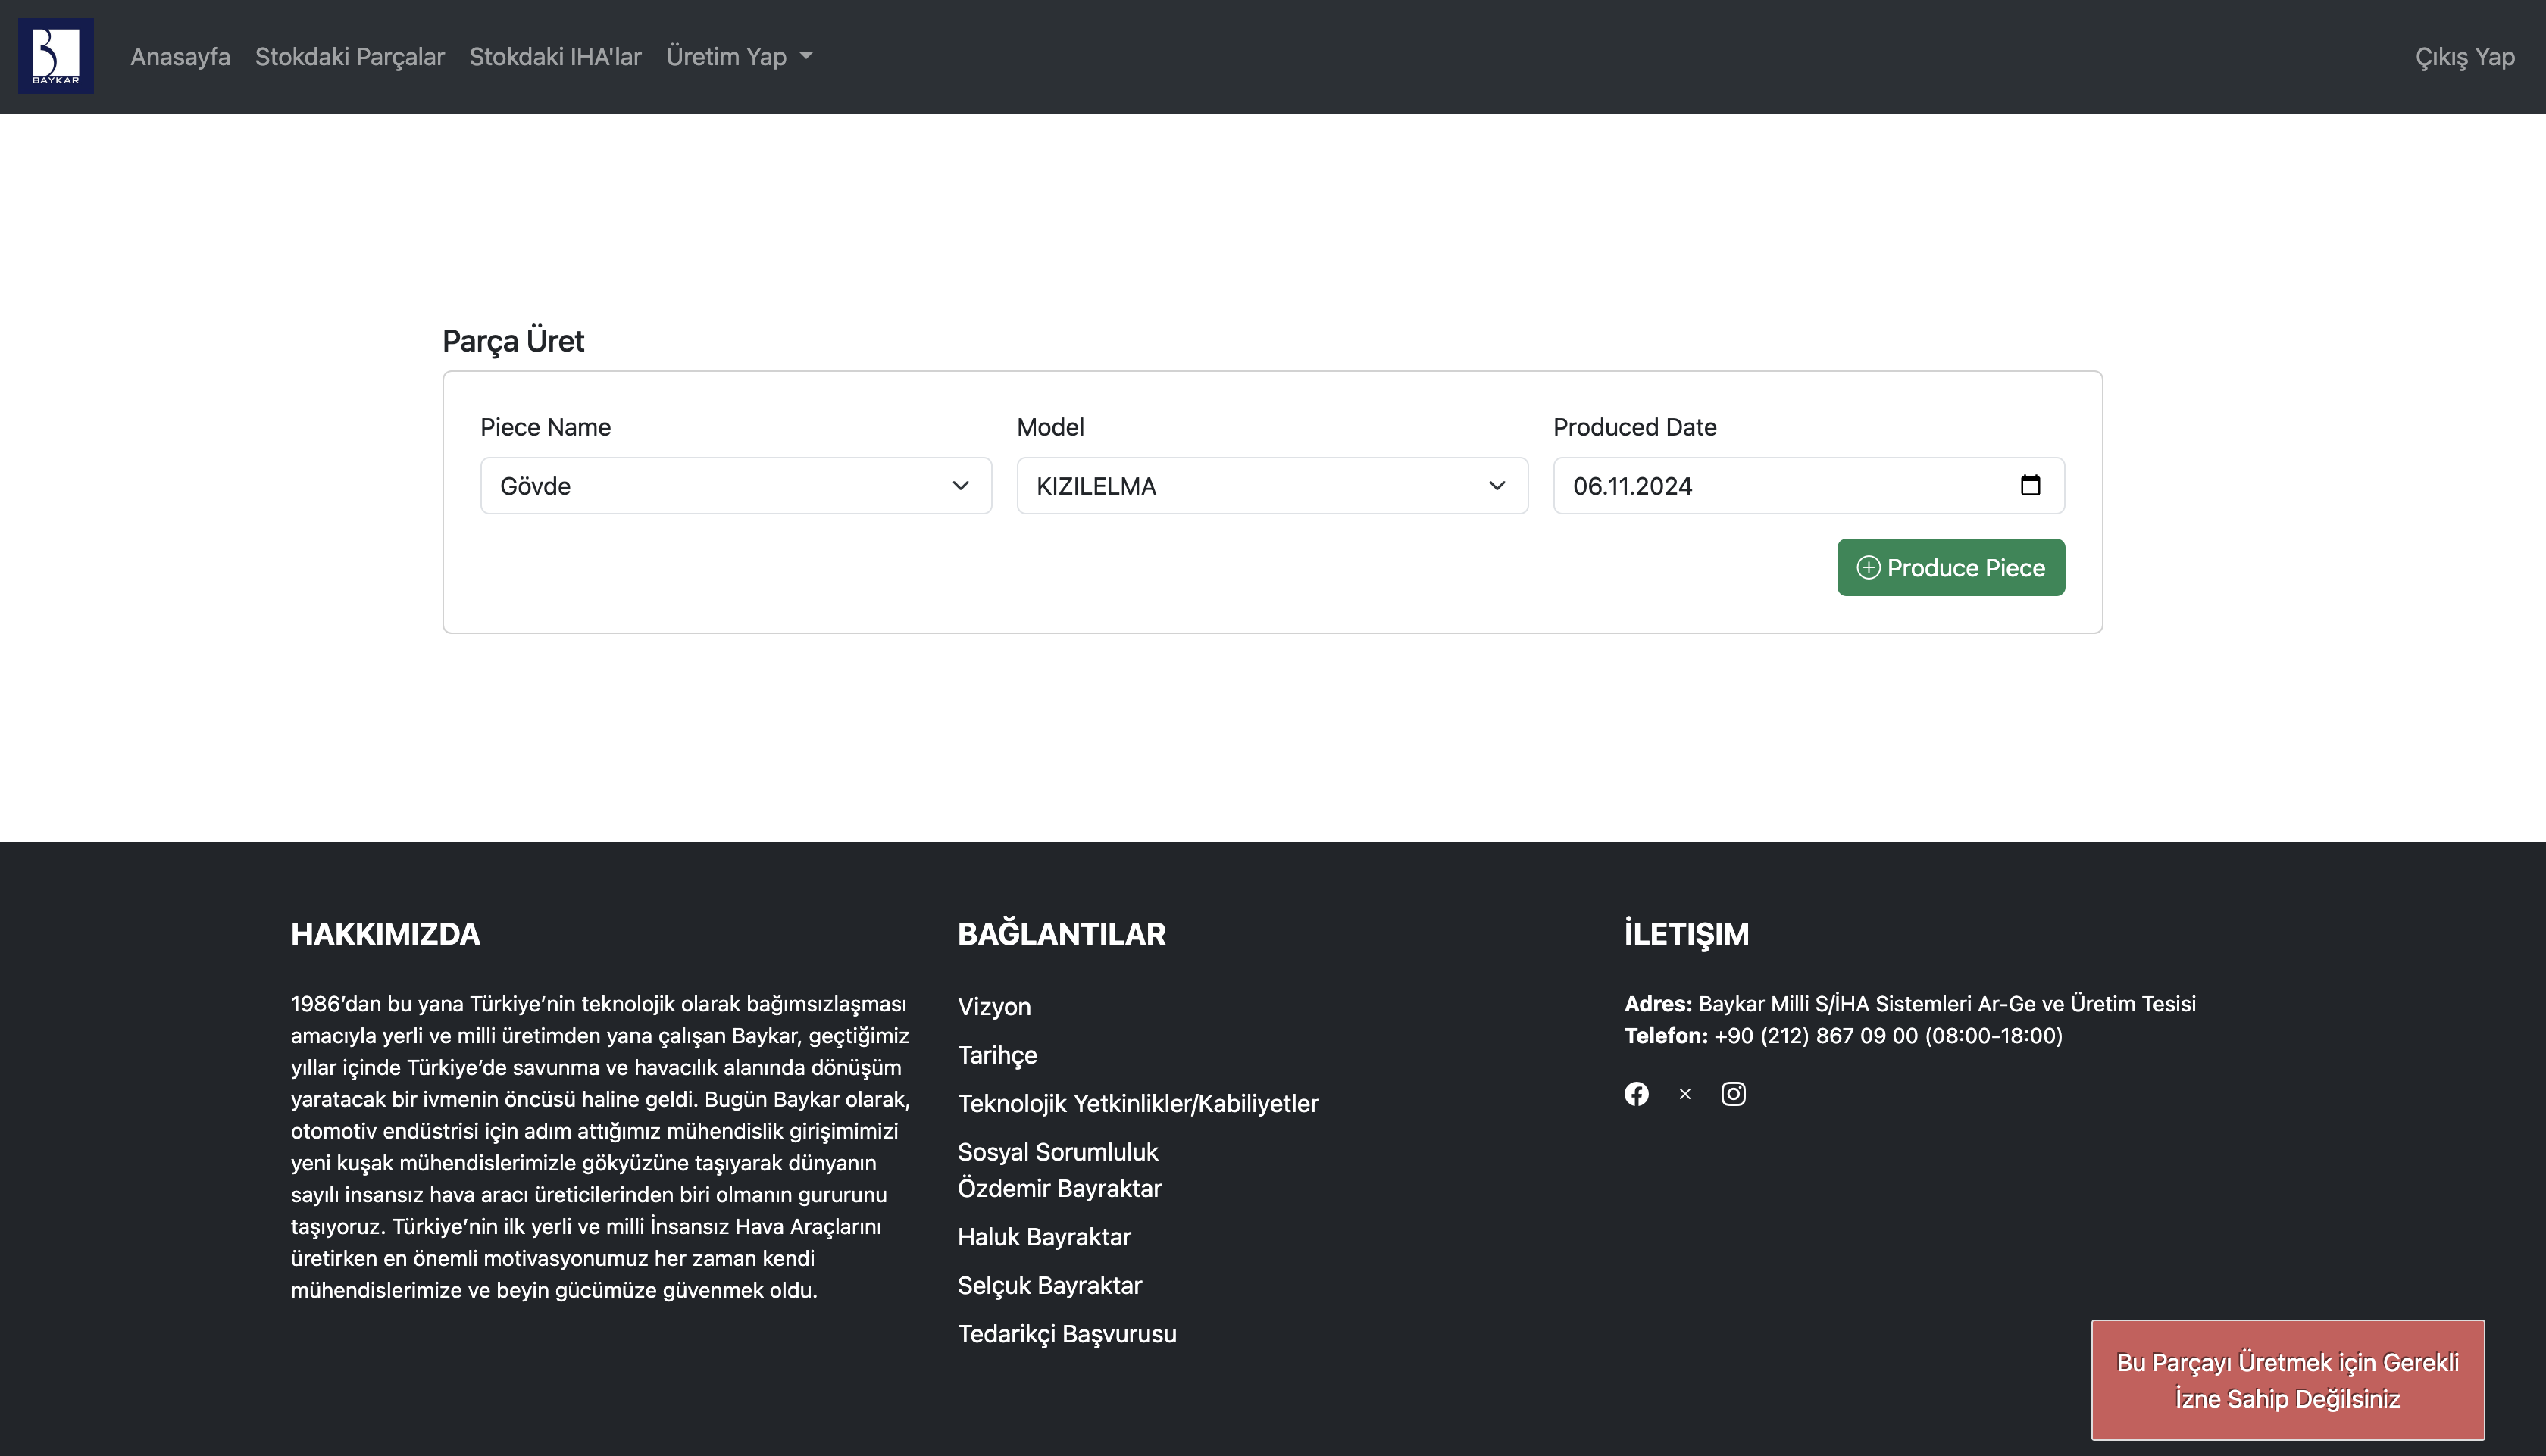 BAYKAR
Anasayfa
Stokdaki Parçalar
Stokdaki IHA'lar
Üretim Yap
Çıkış Yap
Parça Üret
Piece Name
Model
Produced Date
Gövde
KIZILELMA
06.11.2024
Produce Piece
HAKKIMIZDA
1986’dan bu yana Türkiye’nin teknolojik olarak bağımsızlaşması
amacıyla yerli ve milli üretimden yana çalışan Baykar, geçtiğimiz
yıllar içinde Türkiye’de savunma ve havacılık alanında dönüşüm
yaratacak bir ivmenin öncüsü haline geldi. Bugün Baykar olarak,
otomotiv endüstrisi için adım attığımız mühendislik girişimimizi
yeni kuşak mühendislerimizle gökyüzüne taşıyarak dünyanın
sayılı insansız hava aracı üreticilerinden biri olmanın gururunu
taşıyoruz. Türkiye’nin ilk yerli ve milli İnsansız Hava Araçlarını
üretirken en önemli motivasyonumuz her zaman kendi
mühendislerimize ve beyin gücümüze güvenmek oldu.
BAĞLANTILAR
Vizyon
Tarihçe
Teknolojik Yetkinlikler/Kabiliyetler
Sosyal Sorumluluk
Özdemir Bayraktar
Haluk Bayraktar
Selçuk Bayraktar
Tedarikçi Başvurusu
İLETIŞIM
Adres: Baykar Milli S/İHA Sistemleri Ar-Ge ve Üretim Tesisi
Telefon: +90 (212) 867 09 00 (08:00-18:00)
Bu Parçayı Üretmek için Gerekli
İzne Sahip Değilsiniz